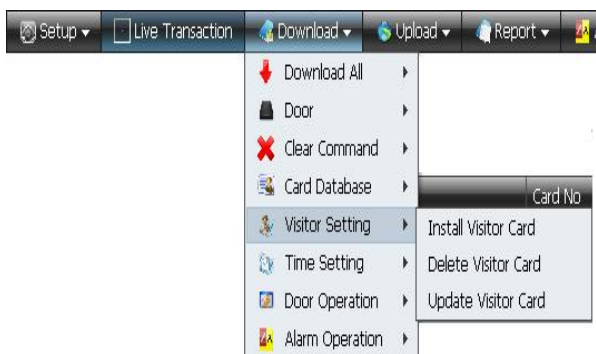 Setup Live Transaction Download Upload Report
Download All
Door
Clear Command
Card Database
Card No
Visitor Setting
Install Visitor Card
Time Setting
Delete Visitor Card
Door Operation
Update Visitor Card
Alarm Operation